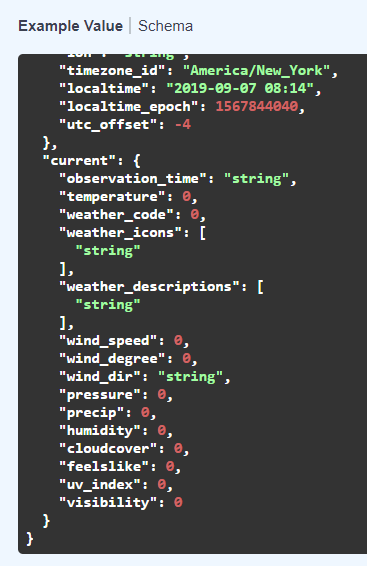 Example Value | Schema
"lon": "string",
"timezone_id": "America/New_York",
"localtime": "2019-09-07 08:14",
"localtime_epoch": 1567844040,
"utc_offset": -4
},
"current": {
"observation_time": "string",
"temperature": 0,
"weather_code": 0,
"weather_icons": [
"string"
],
"weather_descriptions": [
"string"
],
"wind_speed": 0,
"wind_degree": 0,
"wind_dir": "string",
"pressure": 0,
"precip": 0,
"humidity": 0,
"cloudcover": 0,
"feelslike": 0,
"uv_index": 0,
"visibility": 0
}
}